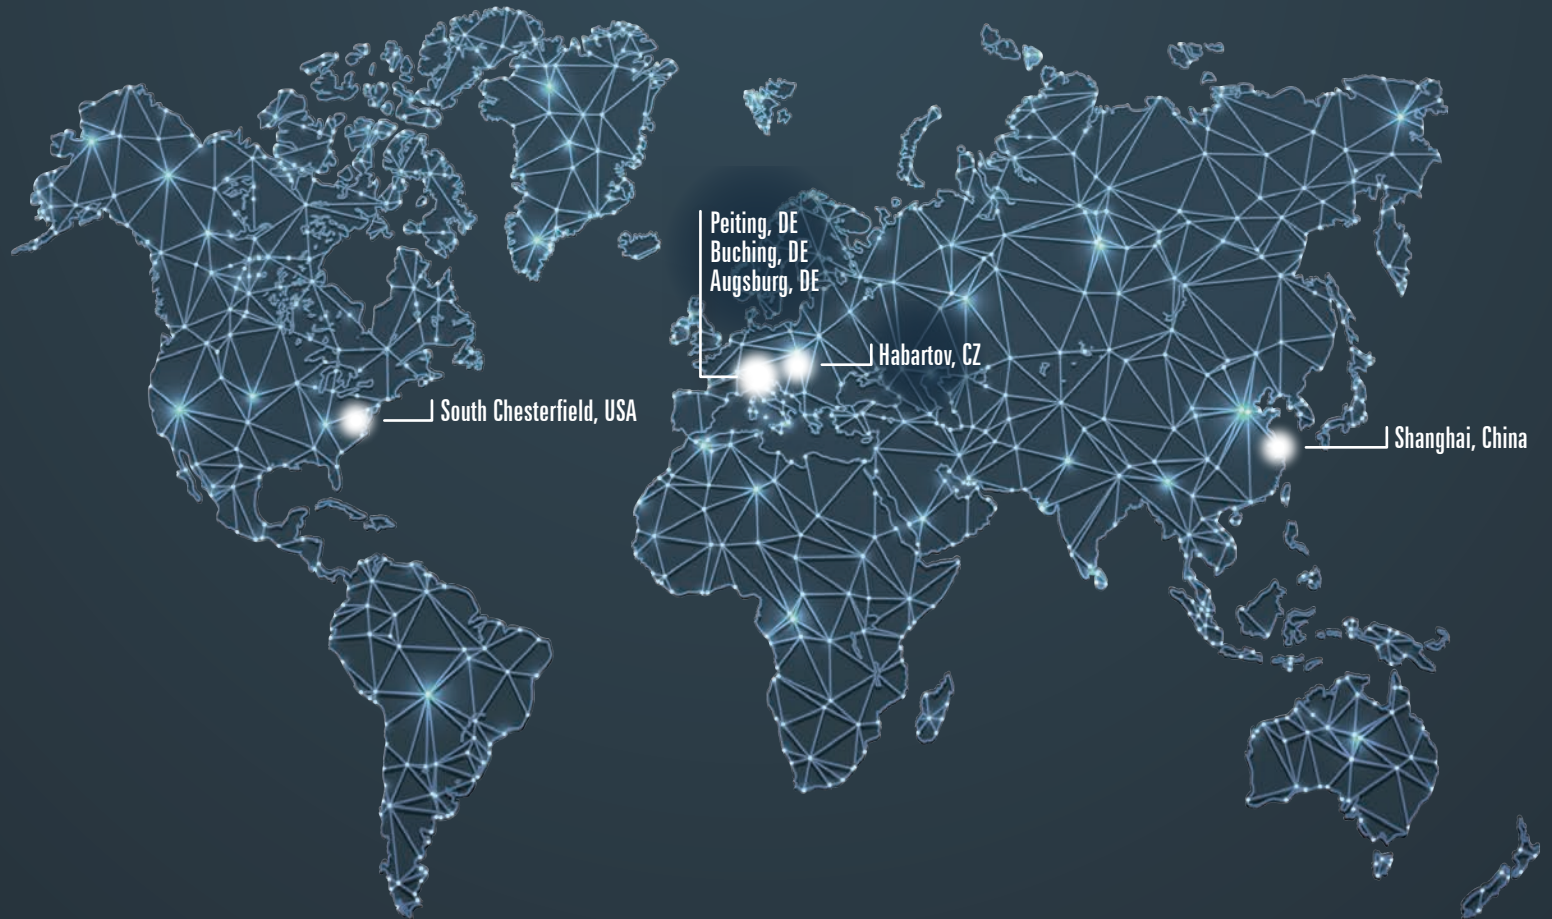 Peiting, DE
Buching, DE
Augsburg, DE
Habartov, CZ
South Chesterfield, USA
Shanghai, China